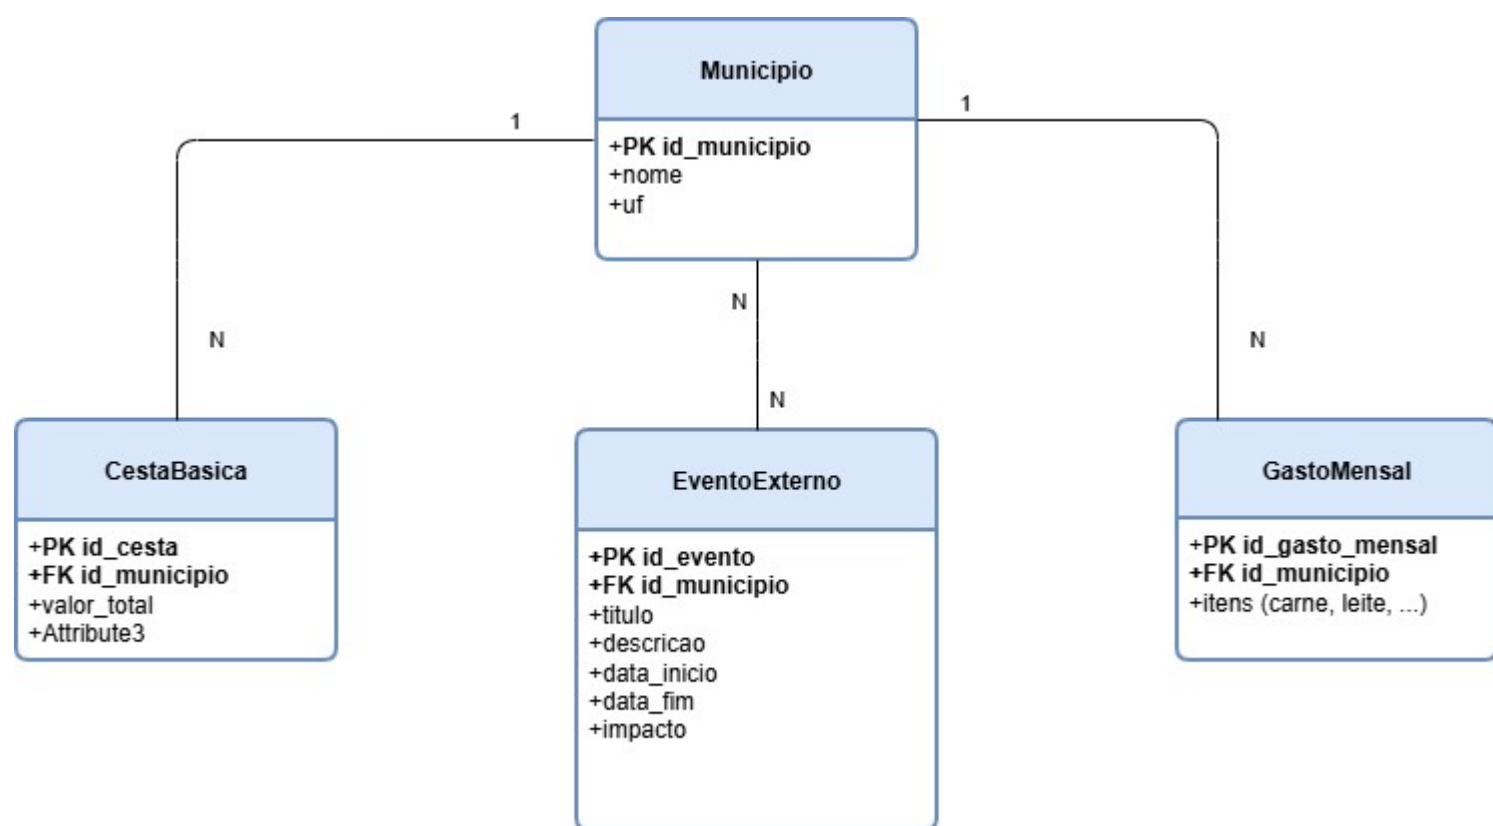 Municipio
+PK id_municipio
+nome
+uf
1
1
N
N
N
N
CestaBasica
+PK id_cesta
+FK id_municipio
+valor_total
+Attribute3
EventoExterno
+PK id_evento
+FK id_municipio
+titulo
+descricao
+data_inicio
+data_fim
+impacto
GastoMensal
+PK id_gasto_mensal
+FK id_municipio
+itens (carne, leite, ...)